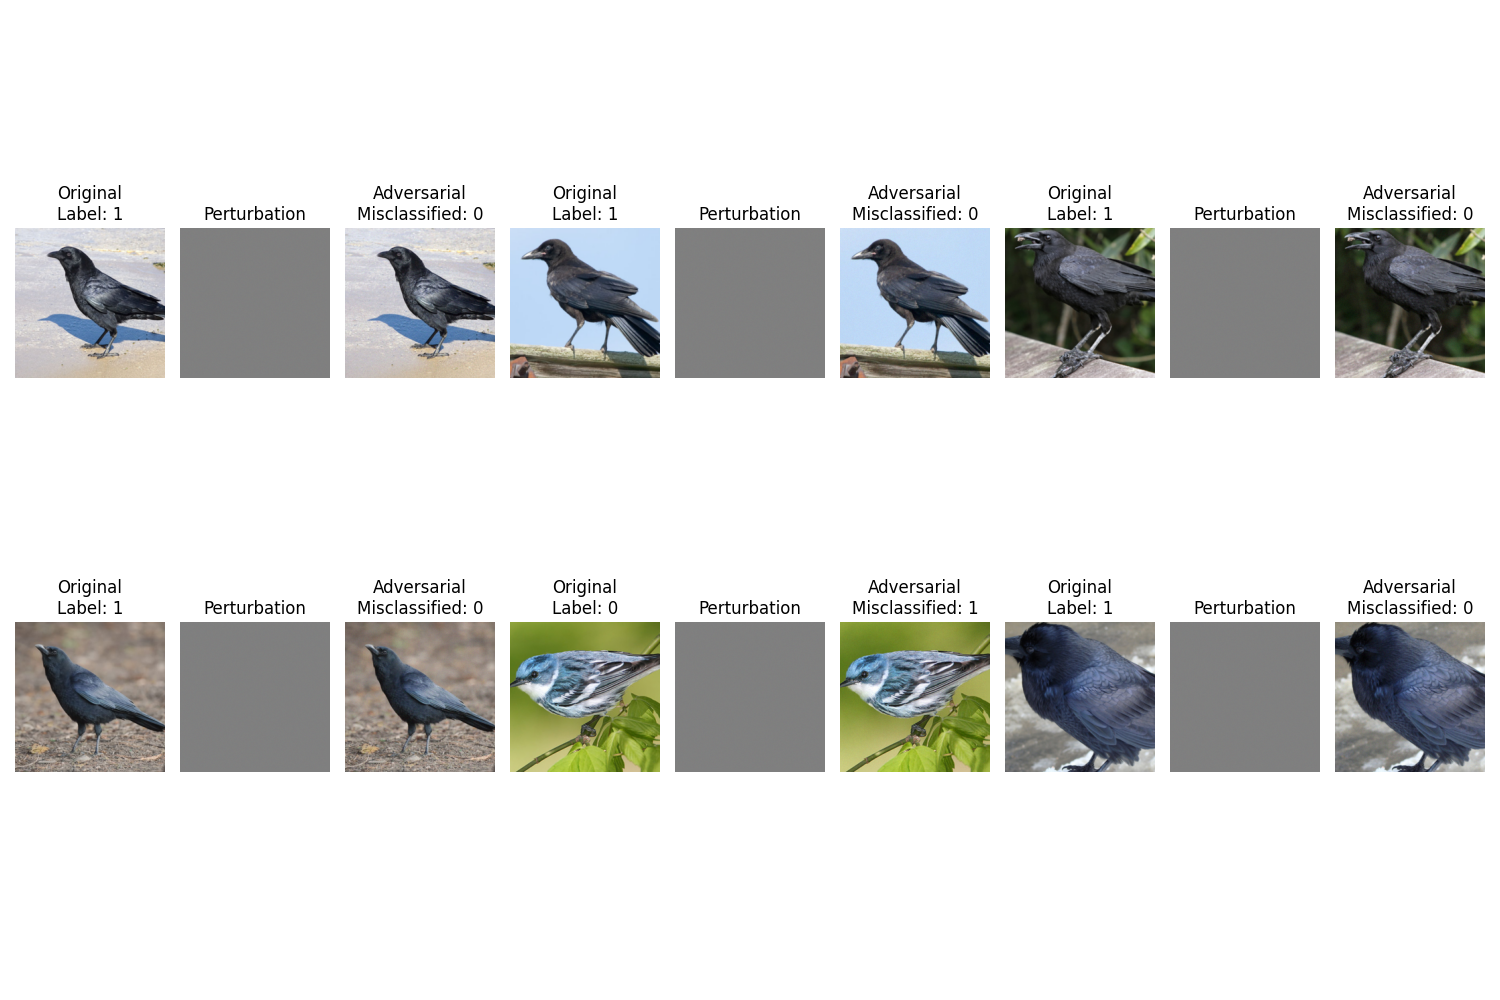 Original
Label: 1
Perturbation
Adversarial
Misclassified: 0
Original
Label: 1
Perturbation
Adversarial
Misclassified: 0
Original
Label: 1
Perturbation
Adversarial
Misclassified: 0
Original
Label: 1
Perturbation
Adversarial
Misclassified: 0
Original
Label: 0
Perturbation
Adversarial
Misclassified: 1
Original
Label: 1
Perturbation
Adversarial
Misclassified: 0